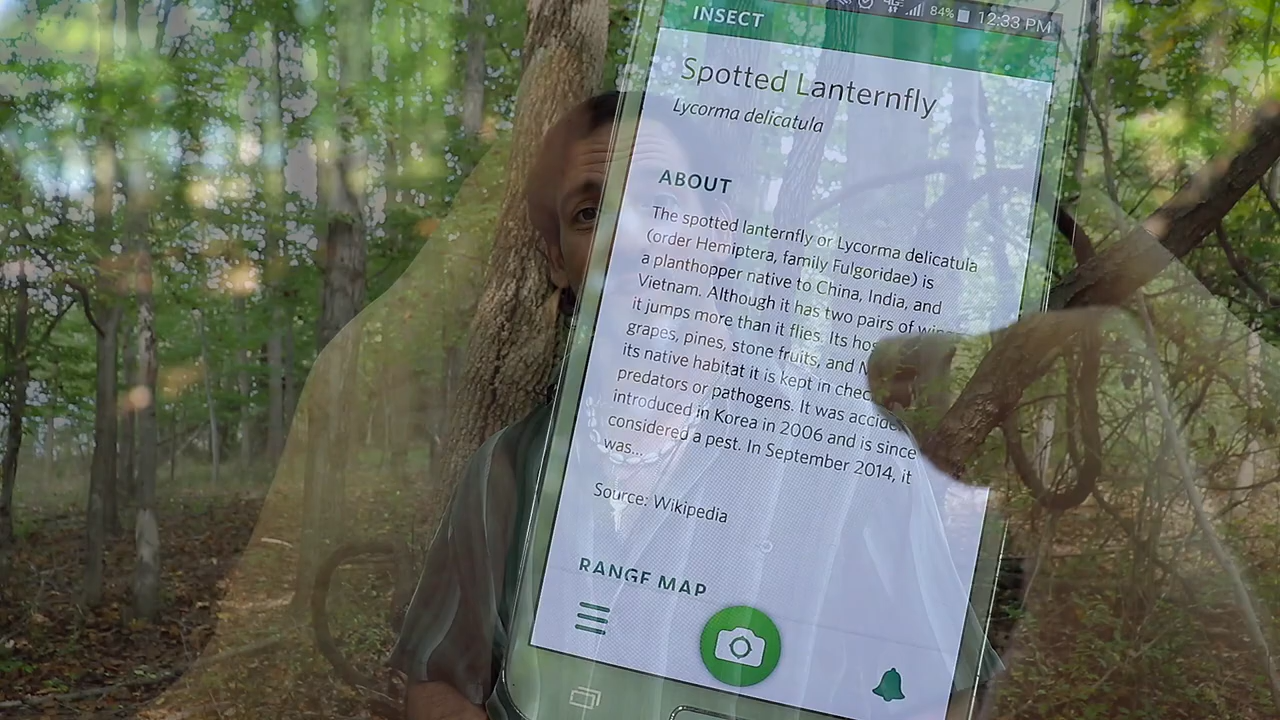 INSECT
84% 12:33 PM
Spotted Lanternfly
Lycorma delicatula
ABOUT
The spotted lanternfly or Lycorma delicatula
(order Hemiptera, family Fulgoridae) is
a planthopper native to China, India, and
Vietnam. Although it has two pairs of
it jumps more than it flies. Its
grapes, pines, stone fruits, and
its native habitat it is kept in
predators or pathogens. It was
introduced in Korea in 2006 and is since
considered a pest. In September 2014, it
was...
Source: Wikipedia
RANGE MAP